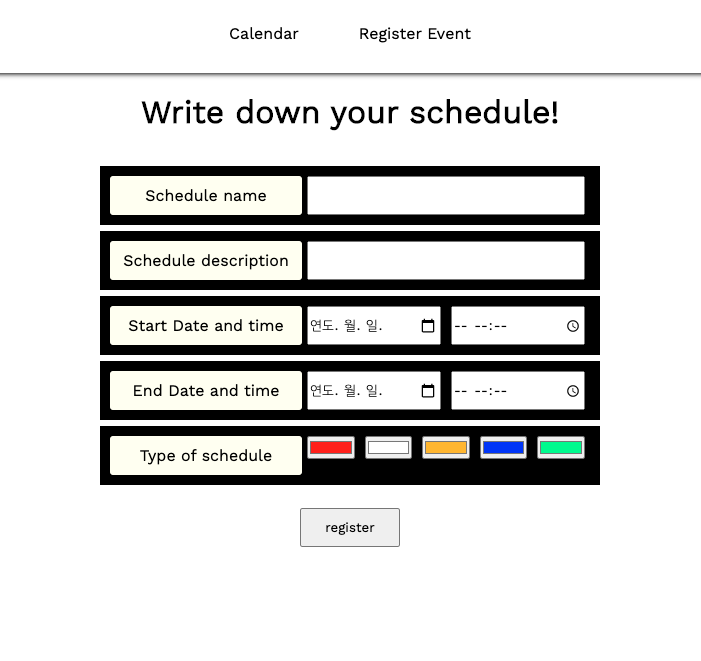 Calendar Register Event
Write down your schedule!
Schedule name
Schedule description
Start Date and time 연도. 월. 일. -- --:--
End Date and time 연도. 월. 일. -- --:--
Type of schedule
register